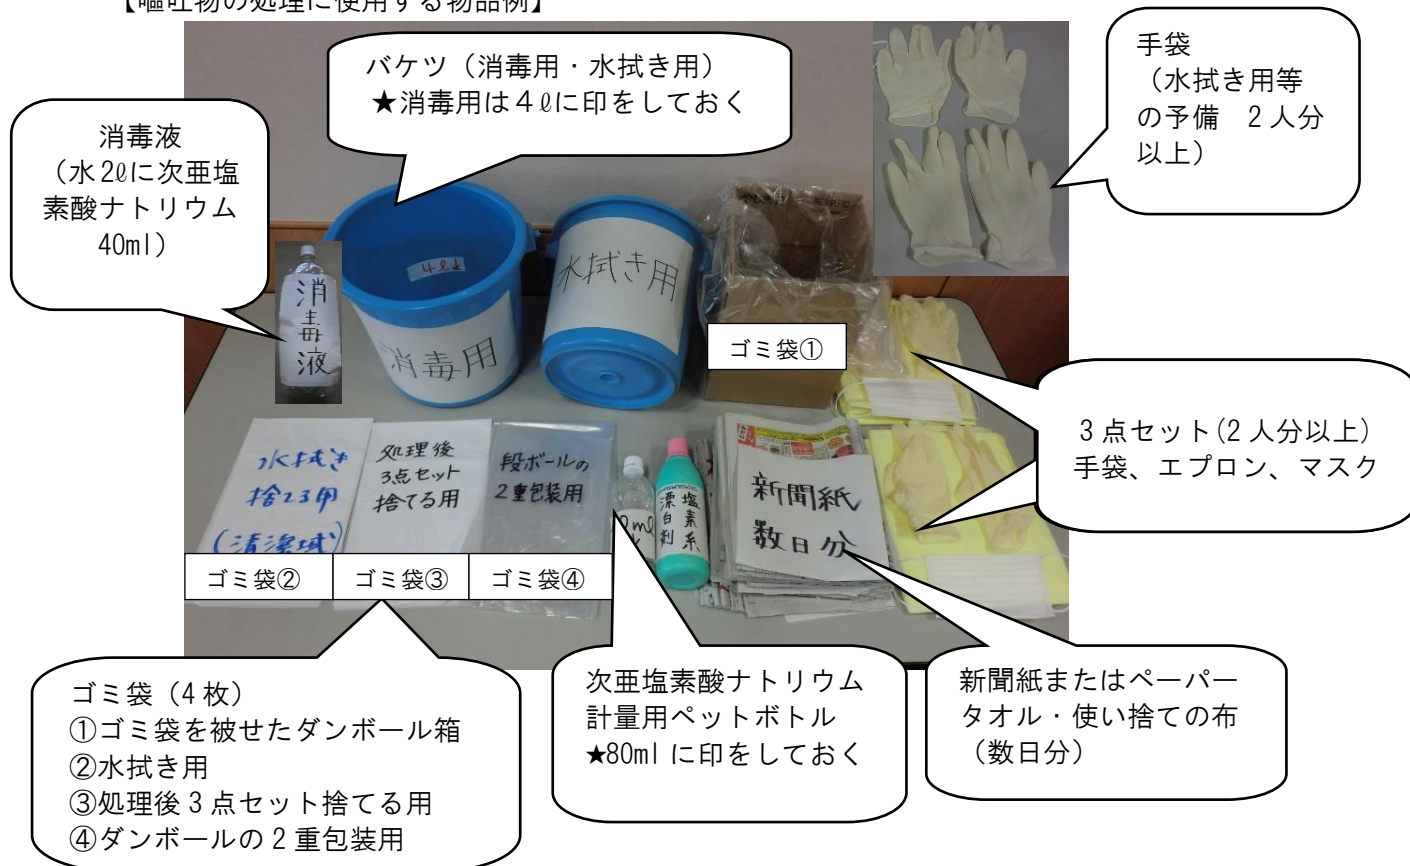 【嘔吐物の処理に使用する物品例】
バケツ（消毒用・水拭き用）
★消毒用は４ℓに印をしておく
手袋
（水拭き用等
の予備　２人分
以上）
消毒液
（水2ℓに次亜塩
素酸ナトリウム
40ml）
4ℓ↓
消毒用
水拭き用
消毒液
ゴミ袋①
3点セット(2人分以上)
手袋、エプロン、マスク
水拭き
捨てる用
(清潔域)
処理後
3点セット
捨てる用
段ボールの
2重包装用
塩素系
漂白剤
新聞紙
数日分
ゴミ袋②
ゴミ袋③
ゴミ袋④
ゴミ袋（4枚）
①ゴミ袋を被せたダンボール箱
②水拭き用
③処理後3点セット捨てる用
④ダンボールの2重包装用
次亜塩素酸ナトリウム
計量用ペットボトル
★80mlに印をしておく
新聞紙またはペーパー
タオル・使い捨ての布
（数日分）